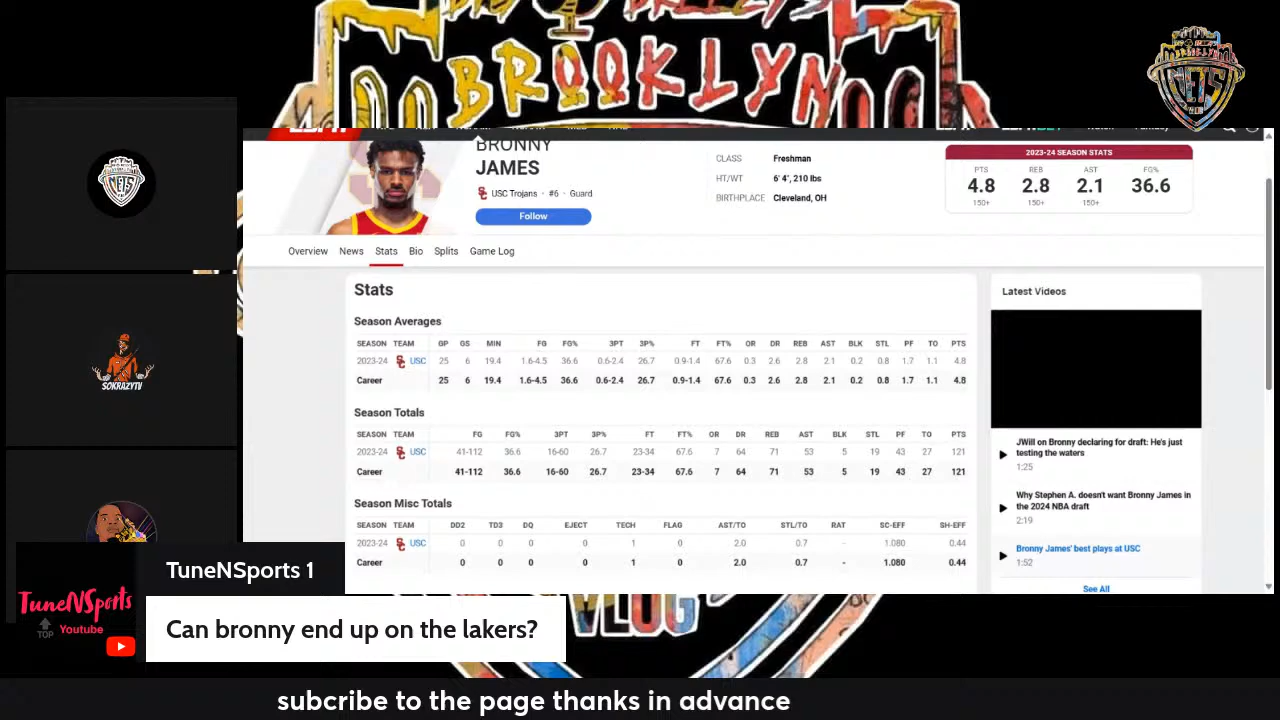 BROOKLYN
NETS
BRONNY
JAMES
USC Trojans · #6 · Guard
Follow
CLASS Freshman
HT/WT 6' 4", 210 lbs
BIRTHPLACE Cleveland, OH
2023-24 SEASON STATS
PTS REB AST FG%
4.8 2.8 2.1 36.6
150+ 150+ 150+
Overview News Stats Bio Splits Game Log
Stats
Season Averages
SEASON TEAM GP GS MIN FG FG% 3PT 3P% FT FT% OR DR REB AST BLK STL PF TO PTS
2023-24 USC 25 6 19.4 1.6-4.5 36.6 0.6-2.4 26.7 0.9-1.4 67.6 0.3 2.6 2.8 2.1 0.2 0.8 1.7 1.1 4.8
Career 25 6 19.4 1.6-4.5 36.6 0.6-2.4 26.7 0.9-1.4 67.6 0.3 2.6 2.8 2.1 0.2 0.8 1.7 1.1 4.8
Season Totals
SEASON TEAM FG FG% 3PT 3P% FT FT% OR DR REB AST BLK STL PF TO PTS
2023-24 USC 41-112 36.6 16-60 26.7 23-34 67.6 7 64 71 53 5 19 43 27 121
Career 41-112 36.6 16-60 26.7 23-34 67.6 7 64 71 53 5 19 43 27 121
Season Misc Totals
SEASON TEAM DD2 TD3 DQ EJECT TECH FLAG AST/TO STL/TO RAT SC-EFF SH-EFF
2023-24 USC 0 0 0 0 1 0 2.0 0.7 - 1.080 0.44
Career 0 0 0 0 1 0 2.0 0.7 - 1.080 0.44
Latest Videos
JWill on Bronny declaring for draft: He's just
testing the waters
1:25
Why Stephen A. doesn't want Bronny James in
the 2024 NBA draft
2:19
Bronny James' best plays at USC
1:52
See All
NETS
SOKRAZYTV
TuneNSports
TOP Youtube
TuneNSports 1
Can bronny end up on the lakers?
VLOG
subcribe to the page thanks in advance